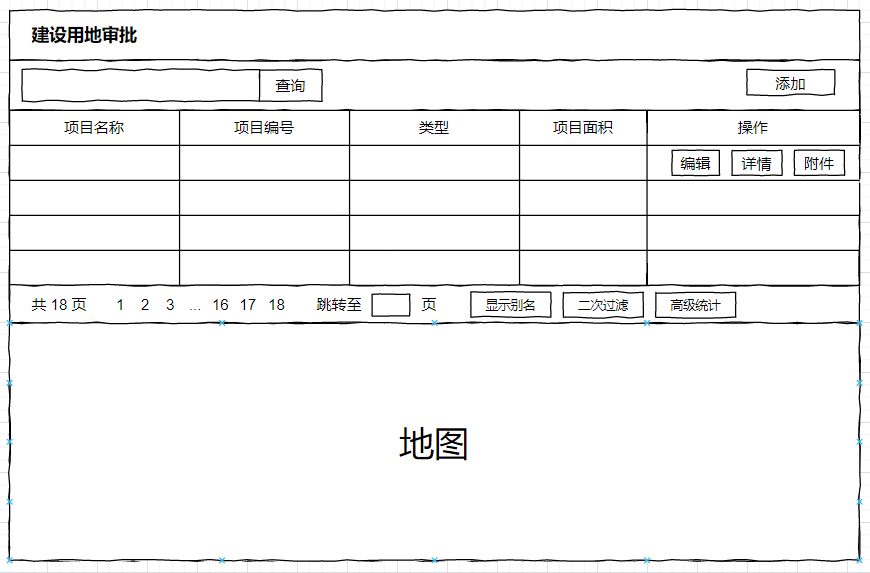 建设用地审批
查询 添加
项目名称 项目编号 类型 项目面积 操作
编辑 详情 附件
共 18 页 1 2 3 ... 16 17 18 跳转至 页 显示别名 二次过滤 高级统计
地图